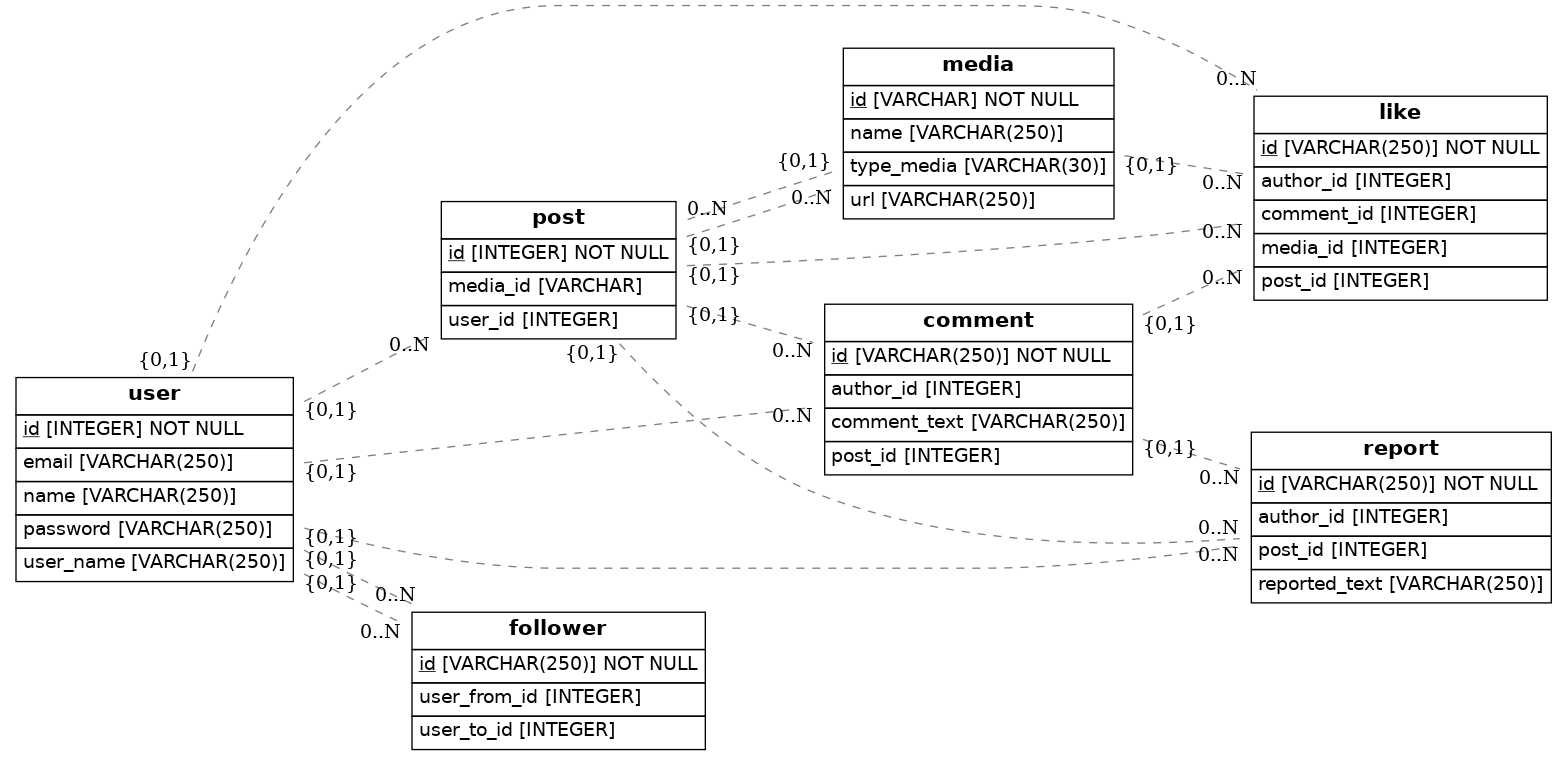 0..N
media
id [VARCHAR] NOT NULL
name [VARCHAR(250)]
type_media [VARCHAR(30)]
url [VARCHAR(250)]
like
id [VARCHAR(250)] NOT NULL
author_id [INTEGER]
comment_id [INTEGER]
media_id [INTEGER]
post_id [INTEGER]
{0,1}
0..N
{0,1}
0..N
0..N
{0,1}
{0,1}
0..N
{0,1}
0..N
post
id [INTEGER] NOT NULL
media_id [VARCHAR]
user_id [INTEGER]
{0,1}
0..N
{0,1}
0..N
comment
id [VARCHAR(250)] NOT NULL
author_id [INTEGER]
comment_text [VARCHAR(250)]
post_id [INTEGER]
{0,1}
0..N
{0,1}
{0,1}
0..N
{0,1}
user
id [INTEGER] NOT NULL
email [VARCHAR(250)]
name [VARCHAR(250)]
password [VARCHAR(250)]
user_name [VARCHAR(250)]
{0,1}
0..N
report
id [VARCHAR(250)] NOT NULL
author_id [INTEGER]
post_id [INTEGER]
reported_text [VARCHAR(250)]
0..N
0..N
{0,1}
{0,1}
{0,1}
0..N
0..N
follower
id [VARCHAR(250)] NOT NULL
user_from_id [INTEGER]
user_to_id [INTEGER]